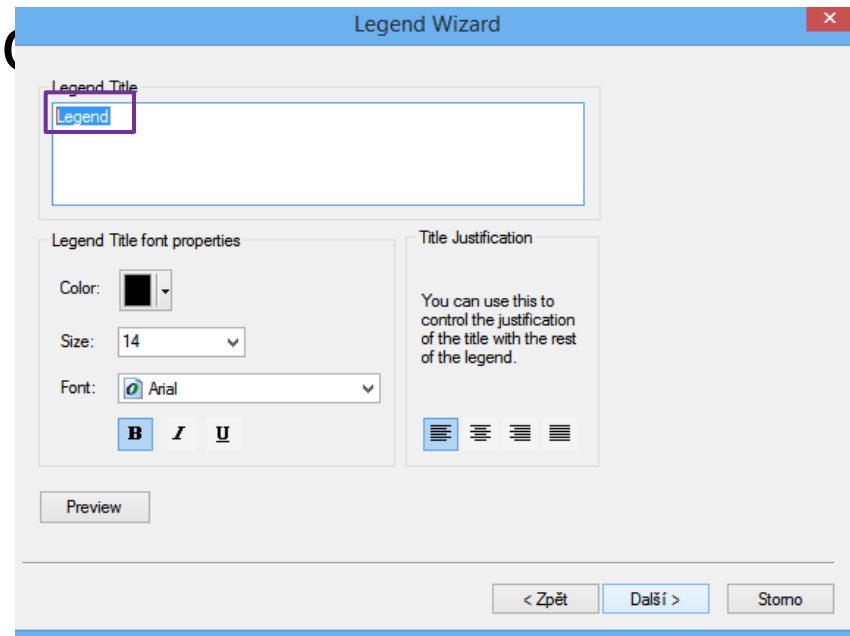 Legend Wizard
Legend Title
Legend
Legend Title font properties
Color:
Size: 14
Font: Arial
B I U
Title Justification
You can use this to
control the justification
of the title with the rest
of the legend.
Preview
< Zpět Další > Storno